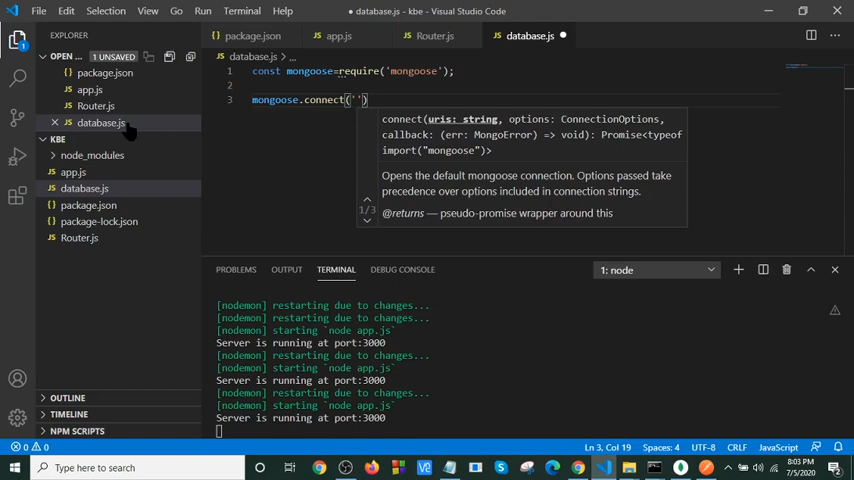 File Edit Selection View Go Run Terminal Help
database.js - kbe - Visual Studio Code
EXPLORER
OPEN ... 1 UNSAVED
package.json
app.js
Router.js
database.js
KBE
node_modules
app.js
database.js
package.json
package-lock.json
Router.js
OUTLINE
TIMELINE
NPM SCRIPTS
package.json app.js Router.js database.js
database.js > ...
1 const mongoose=require('mongoose');
2
3 mongoose.connect('')
connect(uris: string, options: ConnectionOptions,
callback: (err: MongoError) => void): Promise<typeof
import("mongoose")>
Opens the default mongoose connection. Options passed take
precedence over options included in connection strings.
1/3
@returns — pseudo-promise wrapper around this
PROBLEMS OUTPUT TERMINAL DEBUG CONSOLE 1: node
[nodemon] restarting due to changes...
[nodemon] restarting due to changes...
[nodemon] starting `node app.js`
Server is running at port:3000
[nodemon] restarting due to changes...
[nodemon] starting `node app.js`
Server is running at port:3000
[nodemon] restarting due to changes...
[nodemon] starting `node app.js`
Server is running at port:3000
0 0 Ln 3, Col 19 Spaces: 4 UTF-8 CRLF JavaScript
Type here to search
8:03 PM
7/5/2020